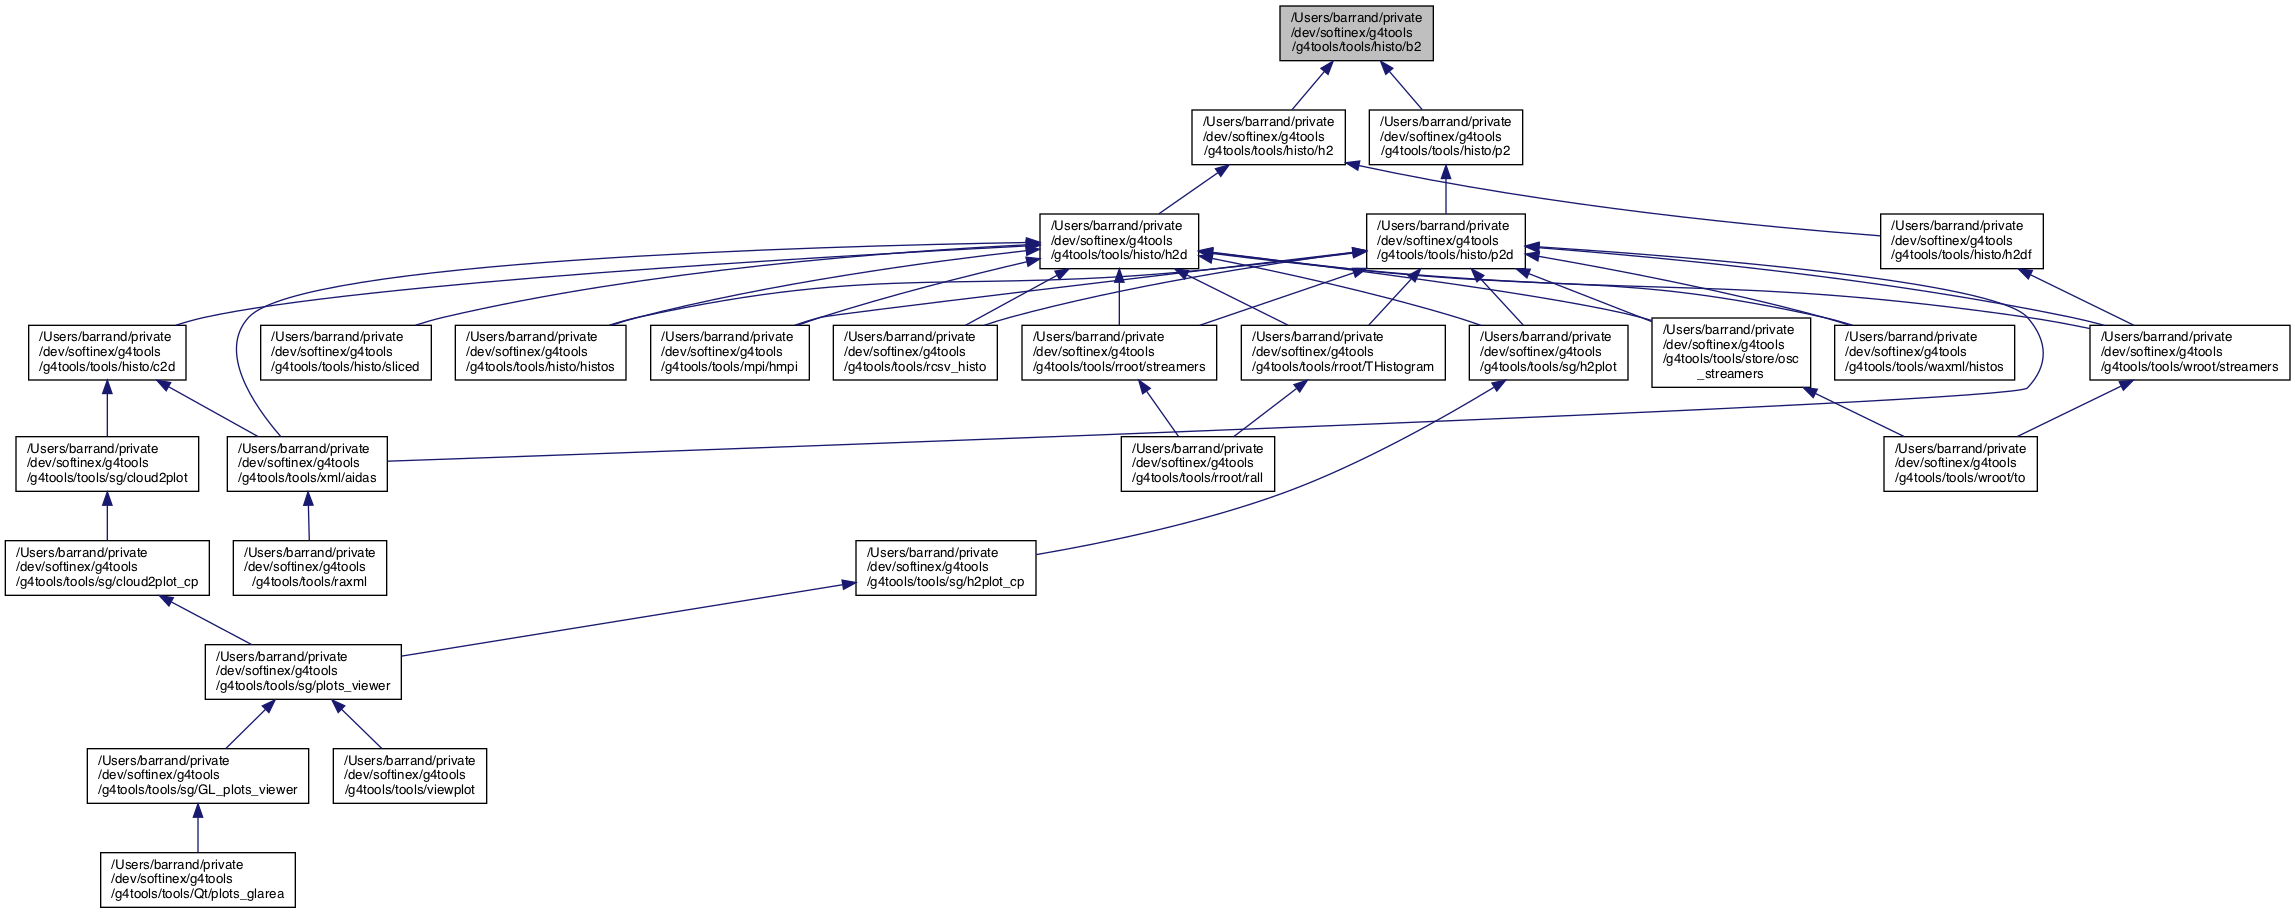 /Users/barrand/private
/dev/softinex/g4tools
/g4tools/tools/histo/b2
/Users/barrand/private
/dev/softinex/g4tools
/g4tools/tools/histo/h2
/Users/barrand/private
/dev/softinex/g4tools
/g4tools/tools/histo/p2
/Users/barrand/private
/dev/softinex/g4tools
/g4tools/tools/histo/h2d
/Users/barrand/private
/dev/softinex/g4tools
/g4tools/tools/histo/p2d
/Users/barrand/private
/dev/softinex/g4tools
/g4tools/tools/histo/h2df
/Users/barrand/private
/dev/softinex/g4tools
/g4tools/tools/histo/c2d
/Users/barrand/private
/dev/softinex/g4tools
/g4tools/tools/histo/sliced
/Users/barrand/private
/dev/softinex/g4tools
/g4tools/tools/histo/histos
/Users/barrand/private
/dev/softinex/g4tools
/g4tools/tools/mpi/hmpi
/Users/barrand/private
/dev/softinex/g4tools
/g4tools/tools/rcsv_histo
/Users/barrand/private
/dev/softinex/g4tools
/g4tools/tools/rroot/streamers
/Users/barrand/private
/dev/softinex/g4tools
/g4tools/tools/rroot/THistogram
/Users/barrand/private
/dev/softinex/g4tools
/g4tools/tools/sg/h2plot
/Users/barrand/private
/dev/softinex/g4tools
/g4tools/tools/store/osc
_streamers
/Users/barrand/private
/dev/softinex/g4tools
/g4tools/tools/waxml/histos
/Users/barrand/private
/dev/softinex/g4tools
/g4tools/tools/wroot/streamers
/Users/barrand/private
/dev/softinex/g4tools
/g4tools/tools/sg/cloud2plot
/Users/barrand/private
/dev/softinex/g4tools
/g4tools/tools/xml/aidas
/Users/barrand/private
/dev/softinex/g4tools
/g4tools/tools/rroot/rall
/Users/barrand/private
/dev/softinex/g4tools
/g4tools/tools/wroot/to
/Users/barrand/private
/dev/softinex/g4tools
/g4tools/tools/sg/cloud2plot_cp
/Users/barrand/private
/dev/softinex/g4tools
/g4tools/tools/raxml
/Users/barrand/private
/dev/softinex/g4tools
/g4tools/tools/sg/h2plot_cp
/Users/barrand/private
/dev/softinex/g4tools
/g4tools/tools/sg/plots_viewer
/Users/barrand/private
/dev/softinex/g4tools
/g4tools/tools/sg/GL_plots_viewer
/Users/barrand/private
/dev/softinex/g4tools
/g4tools/tools/viewplot
/Users/barrand/private
/dev/softinex/g4tools
/g4tools/tools/Qt/plots_glarea